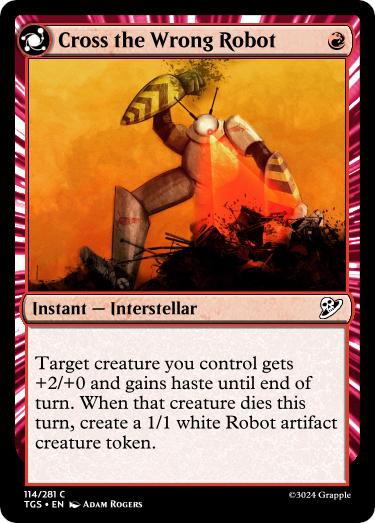 Cross the Wrong Robot
Instant — Interstellar
Target creature you control gets
+2/+0 and gains haste until end of
turn. When that creature dies this
turn, create a 1/1 white Robot artifact
creature token.
114/281 C
©3024 Grapple
TGS • EN Adam Rogers